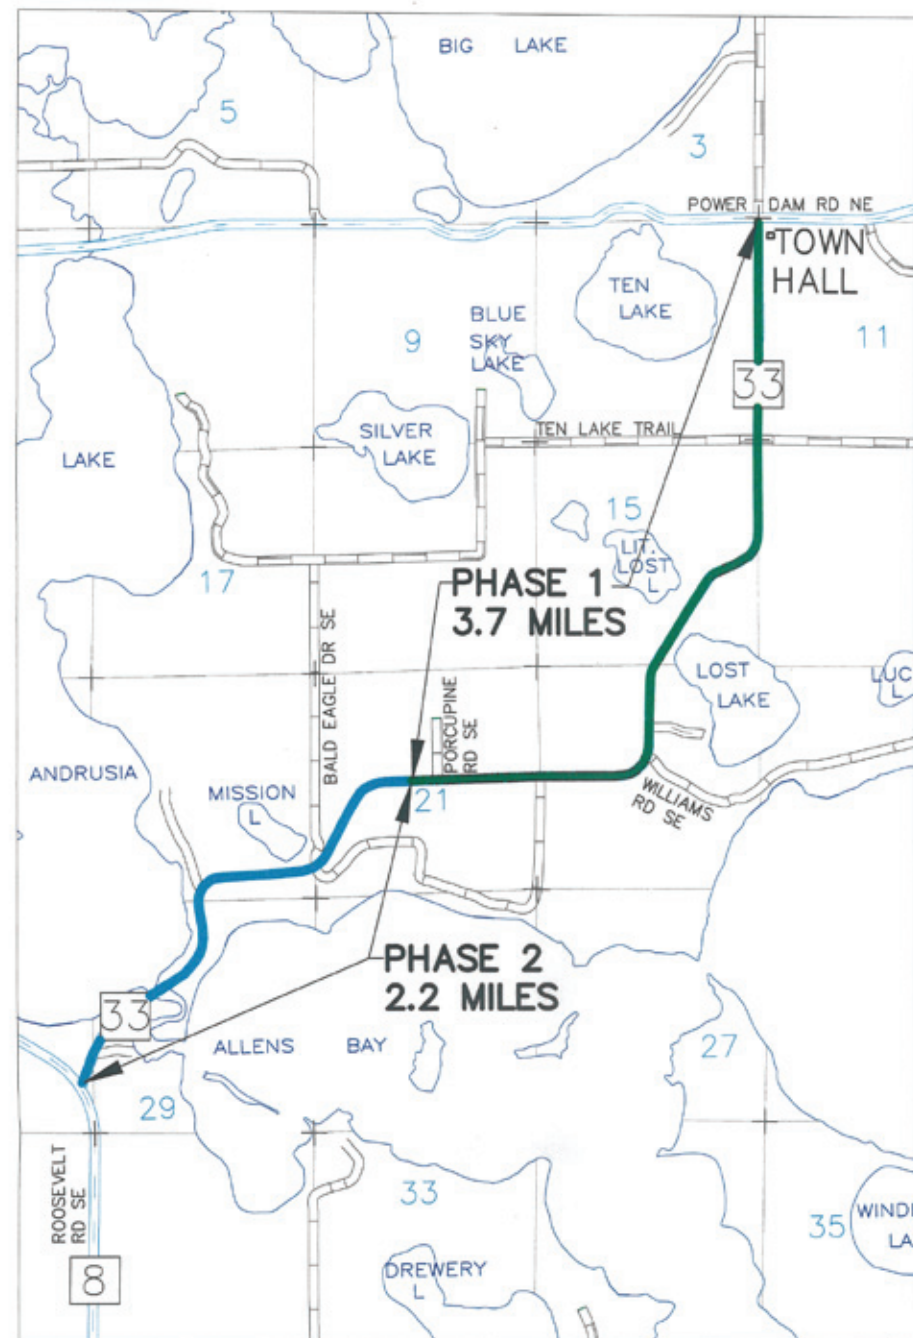 BIG LAKE
5
3
POWER DAM RD NE
TOWN
HALL
TEN
LAKE
BLUE
SKY
LAKE
9
11
33
SILVER
LAKE
TEN LAKE TRAIL
LAKE
15
LIT.
LOST
L
17
PHASE 1
3.7 MILES
BALD EAGLE DR SE
PORCUPINE
RD SE
LOST
LAKE
LUC
L
ANDRUSIA
MISSION
L
21
WILLIAMS
RD SE
PHASE 2
2.2 MILES
33
ALLENS BAY
27
29
ROOSEVELT
RD SE
33
35
WIND
LA
DREWERY
L
8